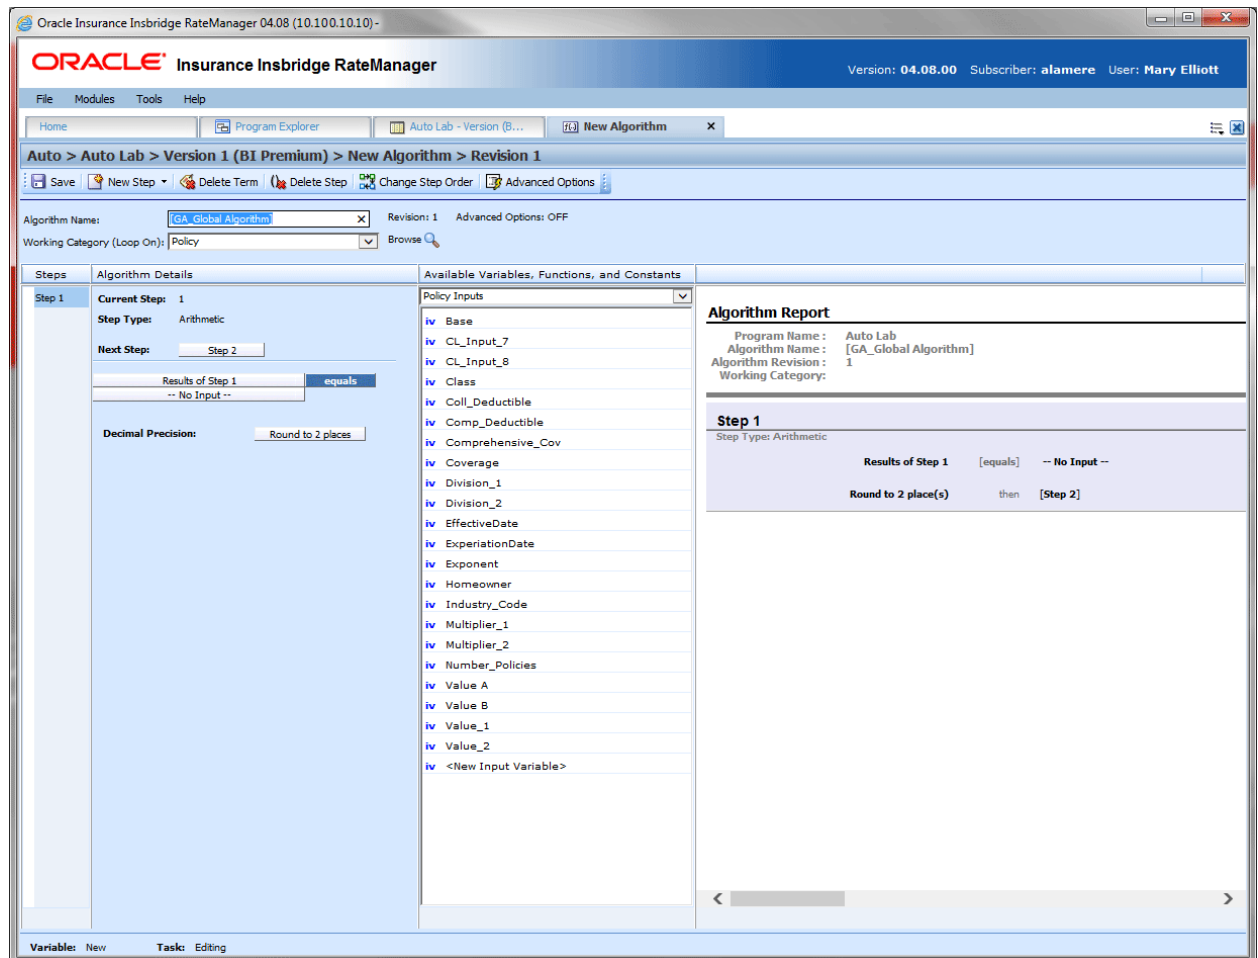 Oracle Insurance Insbridge RateManager 04.08 (10.100.10.10) -
ORACLE Insurance Insbridge RateManager
Version: 04.08.00 Subscriber: alamere User: Mary Elliott
File Modules Tools Help
Home Program Explorer Auto Lab - Version (B... f(x) New Algorithm x
Auto > Auto Lab > Version 1 (BI Premium) > New Algorithm > Revision 1
Save New Step Delete Term Delete Step Change Step Order Advanced Options
Algorithm Name: [GA_Global Algorithm] x Revision: 1 Advanced Options: OFF
Working Category (Loop On): Policy Browse
Steps Algorithm Details Available Variables, Functions, and Constants
Step 1
Current Step: 1
Step Type: Arithmetic
Next Step: Step 2
Results of Step 1 equals
-- No Input --
Decimal Precision: Round to 2 places
Policy Inputs
iv Base
iv CL_Input_7
iv CL_Input_8
iv Class
iv Coll_Deductible
iv Comp_Deductible
iv Comprehensive_Cov
iv Coverage
iv Division_1
iv Division_2
iv EffectiveDate
iv ExperiationDate
iv Exponent
iv Homeowner
iv Industry_Code
iv Multiplier_1
iv Multiplier_2
iv Number_Policies
iv Value A
iv Value B
iv Value_1
iv Value_2
iv <New Input Variable>
Algorithm Report
Program Name : Auto Lab
Algorithm Name : [GA_Global Algorithm]
Algorithm Revision : 1
Working Category:
Step 1
Step Type: Arithmetic
Results of Step 1 [equals] -- No Input --
Round to 2 place(s) then [Step 2]
Variable: New Task: Editing